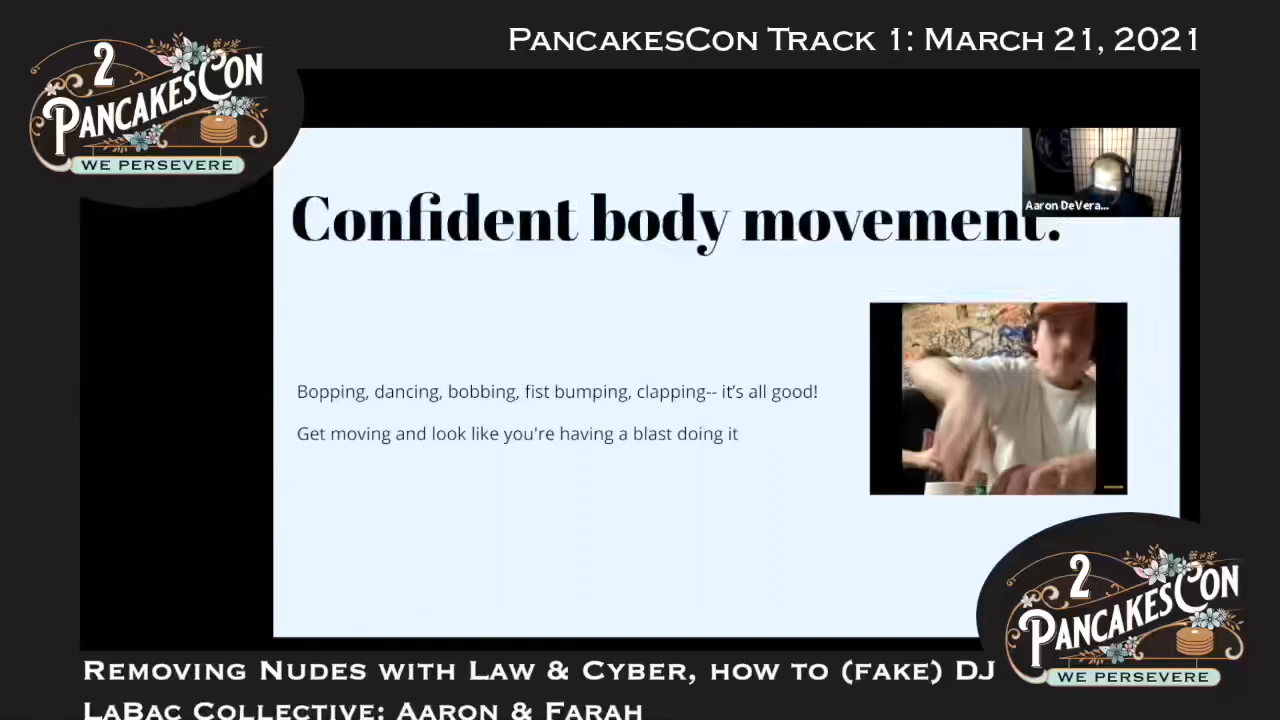 PancakesCon Track 1: March 21, 2021
2
PancakesCon
WE PERSEVERE
Confident body movement.
Aaron DeVera...
Bopping, dancing, bobbing, fist bumping, clapping-- it's all good!
Get moving and look like you're having a blast doing it
2
PancakesCon
WE PERSEVERE
Removing Nudes with Law & Cyber, how to (fake) DJ
LaBac Collective: Aaron & Farah